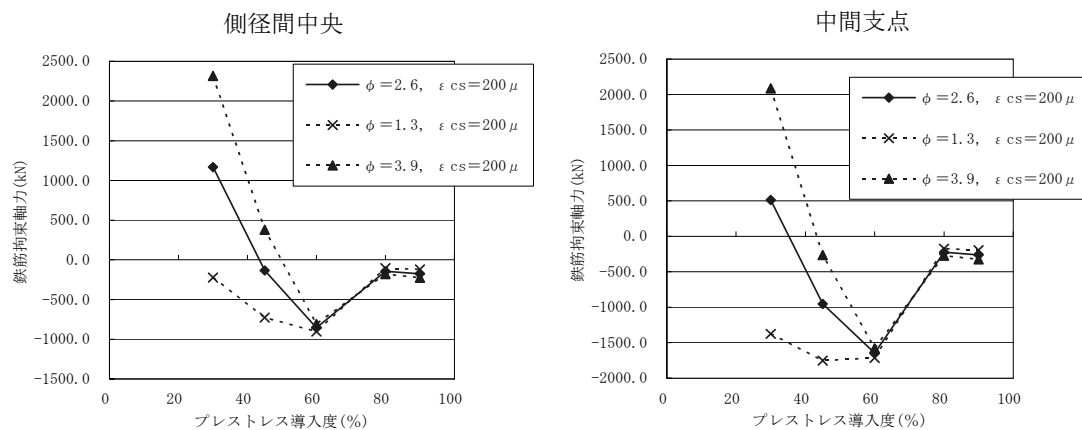 側径間中央
2500.0
2000.0
1500.0
1000.0
500.0
0.0
-500.0
-1000.0
-1500.0
鉄筋拘束軸力(kN)
φ=2.6, εcs=200μ
φ=1.3, εcs=200μ
φ=3.9, εcs=200μ
0 20 40 60 80 100
プレストレス導入度(%)
中間支点
2500.0
2000.0
1500.0
1000.0
500.0
0.0
-500.0
-1000.0
-1500.0
-2000.0
鉄筋拘束軸力(kN)
φ=2.6, εcs=200μ
φ=1.3, εcs=200μ
φ=3.9, εcs=200μ
0 20 40 60 80 100
プレストレス導入度(%)